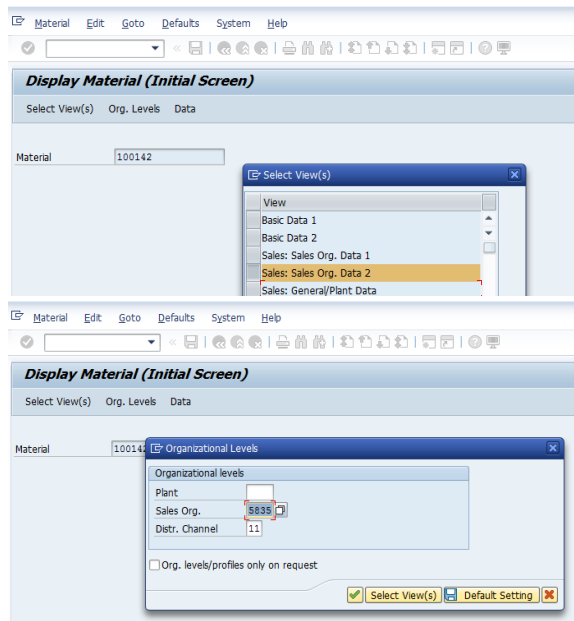 Material Edit Goto Defaults System Help
Display Material (Initial Screen)
Select View(s) Org. Levels Data
Material 100142
Select View(s)
View
Basic Data 1
Basic Data 2
Sales: Sales Org. Data 1
Sales: Sales Org. Data 2
Sales: General/Plant Data
Material Edit Goto Defaults System Help
Display Material (Initial Screen)
Select View(s) Org. Levels Data
Material 100142
Organizational Levels
Organizational levels
Plant
Sales Org. 5835
Distr. Channel 11
Org. levels/profiles only on request
Select View(s) Default Setting